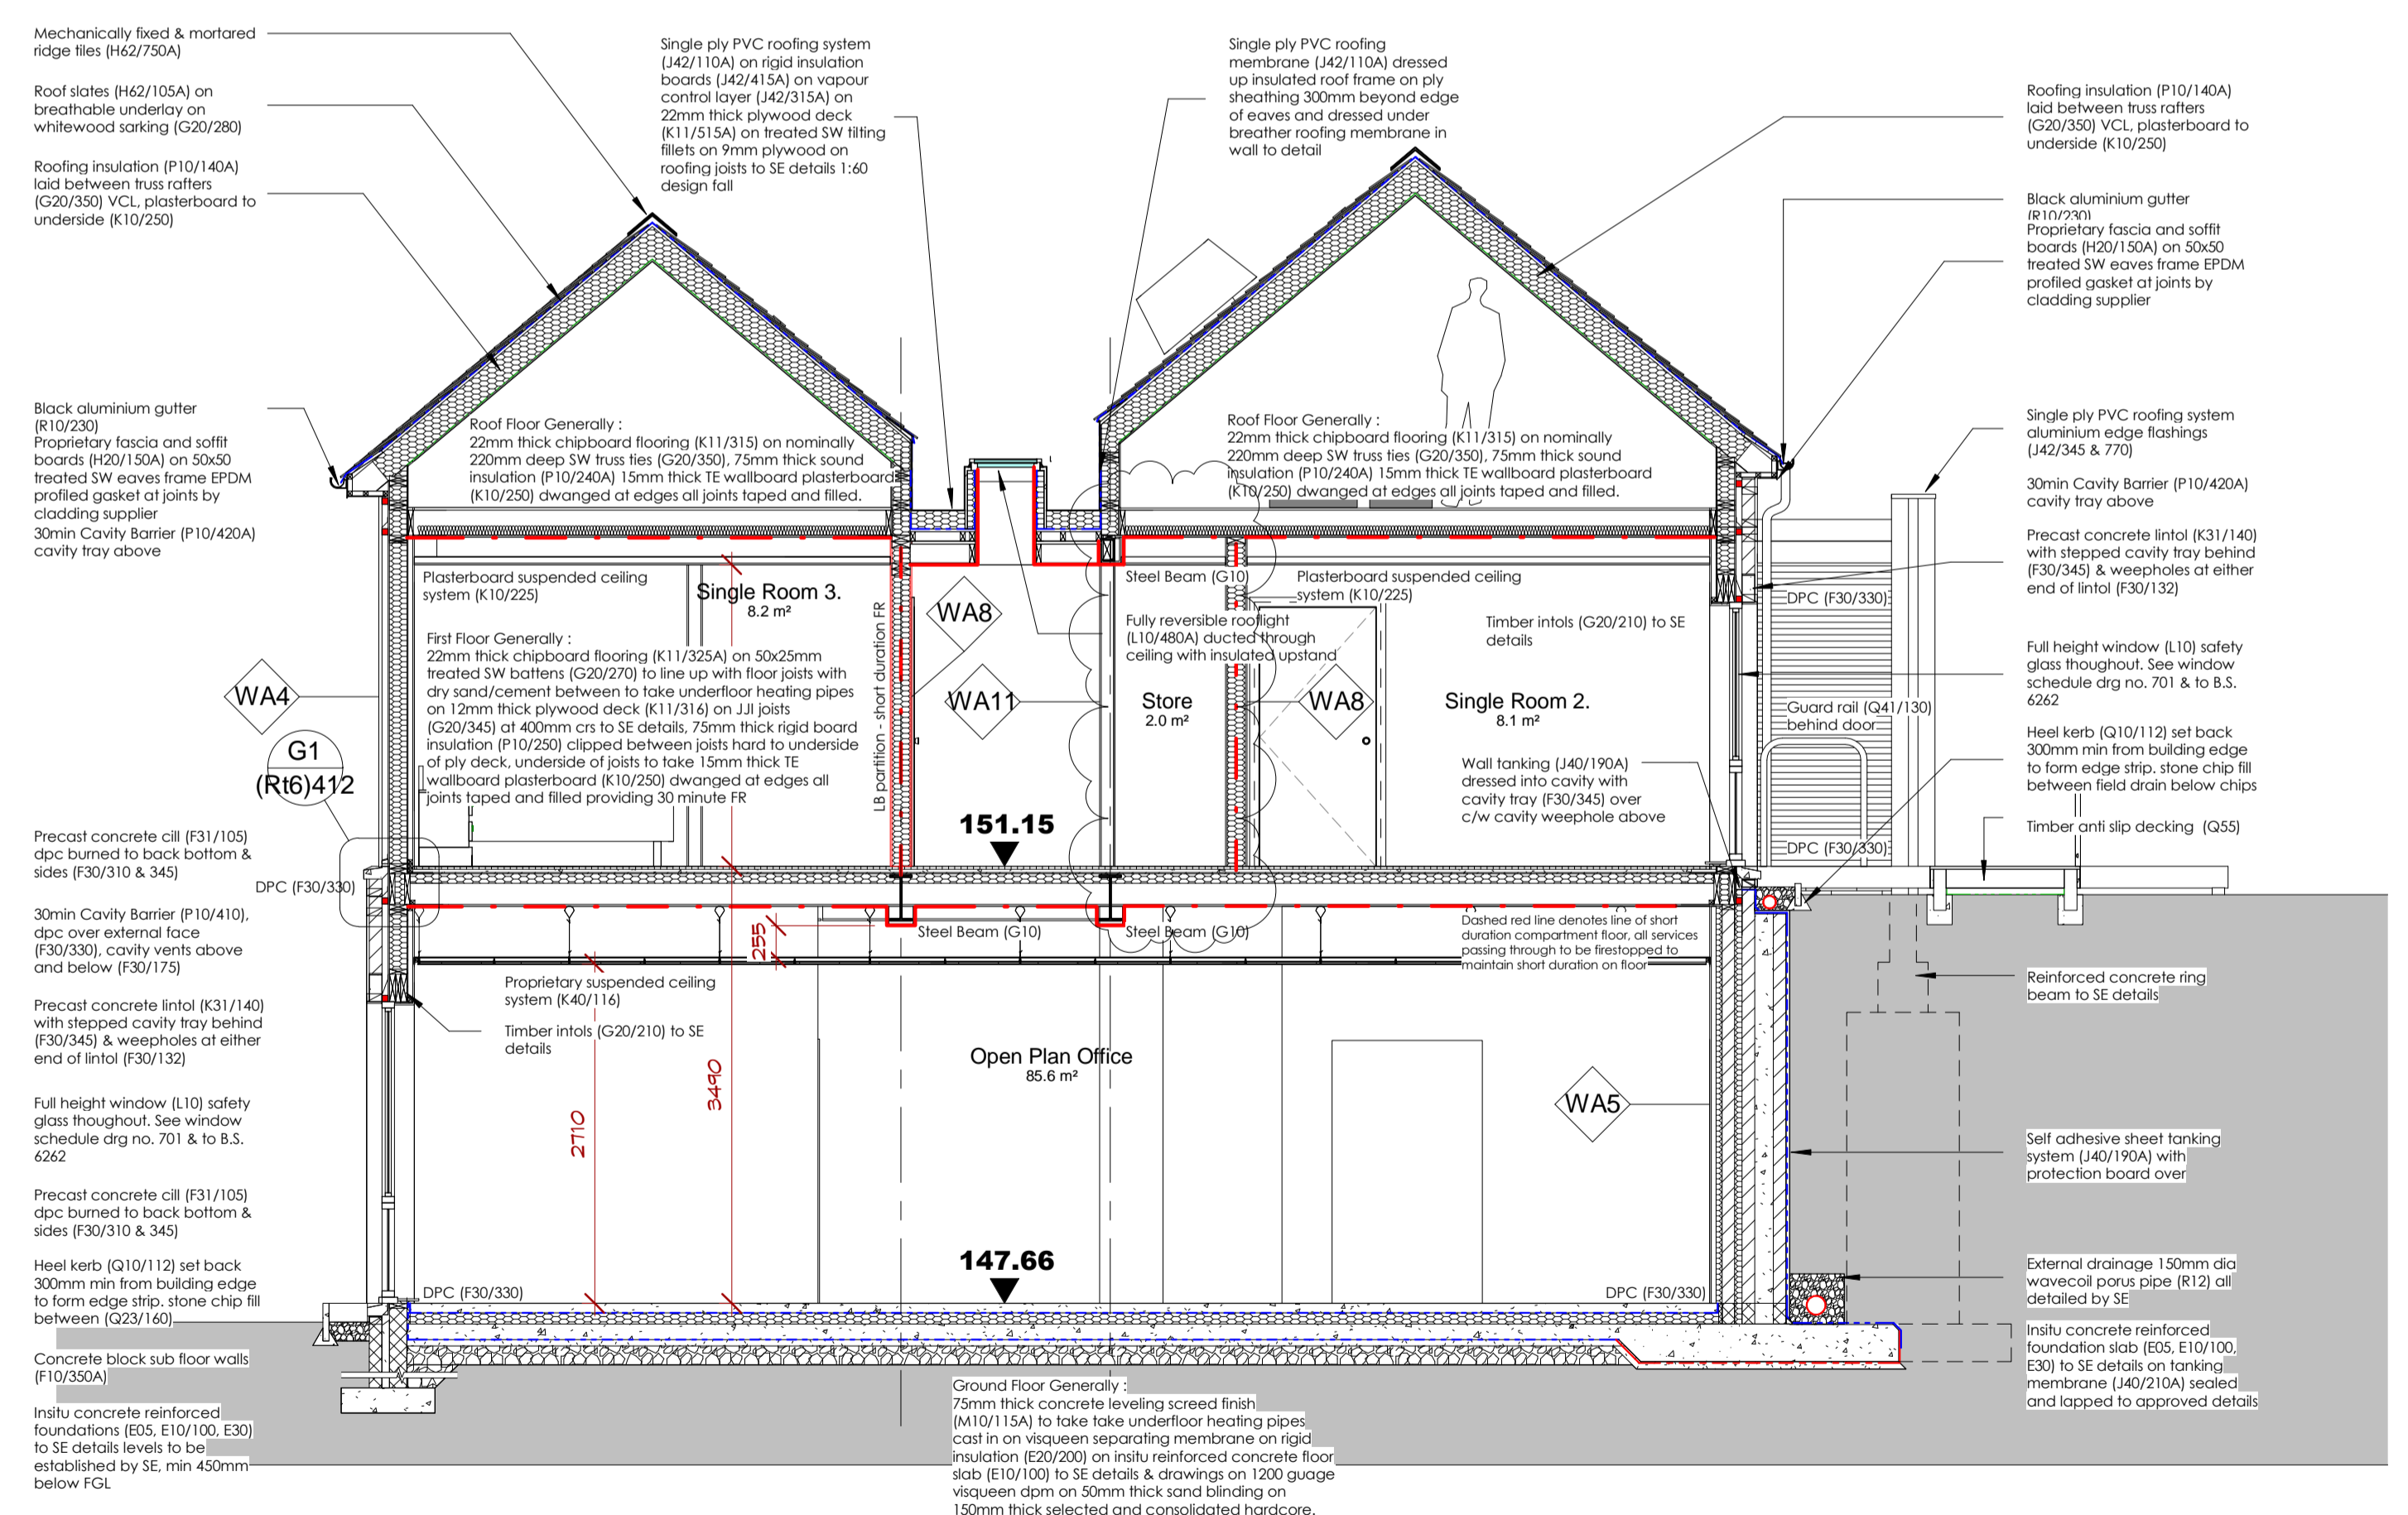 Mechanically fixed & mortared
ridge tiles (H62/750A)
Roof slates (H62/105A) on
breathable underlay on
whitewood sarking (G20/280)
Roofing insulation (P10/140A)
laid between truss rafters
(G20/350) VCL, plasterboard to
underside (K10/250)
Black aluminium gutter
(R10/230)
Proprietary fascia and soffit
boards (H20/150A) on 50x50
treated SW eaves frame EPDM
profiled gasket at joints by
cladding supplier
30min Cavity Barrier (P10/420A)
cavity tray above
WA4
G1
(Rt6)412
Precast concrete cill (F31/105)
dpc burned to back bottom &
sides (F30/310 & 345)
DPC (F30/330)
30min Cavity Barrier (P10/410),
dpc over external face
(F30/330), cavity vents above
and below (F30/175)
Precast concrete lintol (K31/140)
with stepped cavity tray behind
(F30/345) & weepholes at either
end of lintol (F30/132)
Full height window (L10) safety
glass thoughout. See window
schedule drg no. 701 & to B.S.
6262
Precast concrete cill (F31/105)
dpc burned to back bottom &
sides (F30/310 & 345)
Heel kerb (Q10/112) set back
300mm min from building edge
to form edge strip. stone chip fill
between (Q23/160)
Concrete block sub floor walls
(F10/350A)
Insitu concrete reinforced
foundations (E05, E10/100, E30)
to SE details levels to be
established by SE, min 450mm
below FGL
Single ply PVC roofing system
(J42/110A) on rigid insulation
boards (J42/415A) on vapour
control layer (J42/315A) on
22mm thick plywood deck
(K11/515A) on treated SW tilting
fillets on 9mm plywood on
roofing joists to SE details 1:60
design fall
Single ply PVC roofing
membrane (J42/110A) dressed
up insulated roof frame on ply
sheathing 300mm beyond edge
of eaves and dressed under
breather roofing membrane in
wall to detail
Roof Floor Generally :
22mm thick chipboard flooring (K11/315) on nominally
220mm deep SW truss ties (G20/350), 75mm thick sound
insulation (P10/240A) 15mm thick TE wallboard plasterboard
(K10/250) dwanged at edges all joints taped and filled.
Roof Floor Generally :
22mm thick chipboard flooring (K11/315) on nominally
220mm deep SW truss ties (G20/350), 75mm thick sound
insulation (P10/240A) 15mm thick TE wallboard plasterboard
(K10/250) dwanged at edges all joints taped and filled.
Plasterboard suspended ceiling
system (K10/225)
Single Room 3.
8.2 m²
First Floor Generally :
22mm thick chipboard flooring (K11/325A) on 50x25mm
treated SW battens (G20/270) to line up with floor joists with
dry sand/cement between to take underfloor heating pipes
on 12mm thick plywood deck (K11/316) on JJI joists
(G20/345) at 400mm crs to SE details, 75mm thick rigid board
insulation (P10/250) clipped between joists hard to underside
of ply deck, underside of joists to take 15mm thick TE
wallboard plasterboard (K10/250) dwanged at edges all
joints taped and filled providing 30 minute FR
LB partition - short duration FR
WA8
WA11
151.15
Steel Beam (G10)
Fully reversible rooflight
(L10/480A) ducted through
ceiling with insulated upstand
Store
2.0 m²
Plasterboard suspended ceiling
system (K10/225)
WA8
Timber intols (G20/210) to SE
details
Single Room 2.
8.1 m²
Wall tanking (J40/190A)
dressed into cavity with
cavity tray (F30/345) over
c/w cavity weephole above
Steel Beam (G10)
Steel Beam (G10)
Dashed red line denotes line of short
duration compartment floor, all services
passing through to be firestopped to
maintain short duration on floor
255
Proprietary suspended ceiling
system (K40/116)
Timber intols (G20/210) to SE
details
2710
3490
Open Plan Office
85.6 m²
WA5
147.66
DPC (F30/330)
DPC (F30/330)
Ground Floor Generally :
75mm thick concrete leveling screed finish
(M10/115A) to take take underfloor heating pipes
cast in on visqueen separating membrane on rigid
insulation (E20/200) on insitu reinforced concrete floor
slab (E10/100) to SE details & drawings on 1200 guage
visqueen dpm on 50mm thick sand blinding on
150mm thick selected and consolidated hardcore.
Roofing insulation (P10/140A)
laid between truss rafters
(G20/350) VCL, plasterboard to
underside (K10/250)
Black aluminium gutter
(R10/230)
Proprietary fascia and soffit
boards (H20/150A) on 50x50
treated SW eaves frame EPDM
profiled gasket at joints by
cladding supplier
Single ply PVC roofing system
aluminium edge flashings
(J42/345 & 770)
30min Cavity Barrier (P10/420A)
cavity tray above
Precast concrete lintol (K31/140)
with stepped cavity tray behind
(F30/345) & weepholes at either
end of lintol (F30/132)
DPC (F30/330)
Full height window (L10) safety
glass thoughout. See window
schedule drg no. 701 & to B.S.
6262
Guard rail (Q41/130)
behind door
Heel kerb (Q10/112) set back
300mm min from building edge
to form edge strip. stone chip fill
between field drain below chips
Timber anti slip decking (Q55)
DPC (F30/330)
Reinforced concrete ring
beam to SE details
Self adhesive sheet tanking
system (J40/190A) with
protection board over
External drainage 150mm dia
wavecoil porus pipe (R12) all
detailed by SE
Insitu concrete reinforced
foundation slab (E05, E10/100,
E30) to SE details on tanking
membrane (J40/210A) sealed
and lapped to approved details